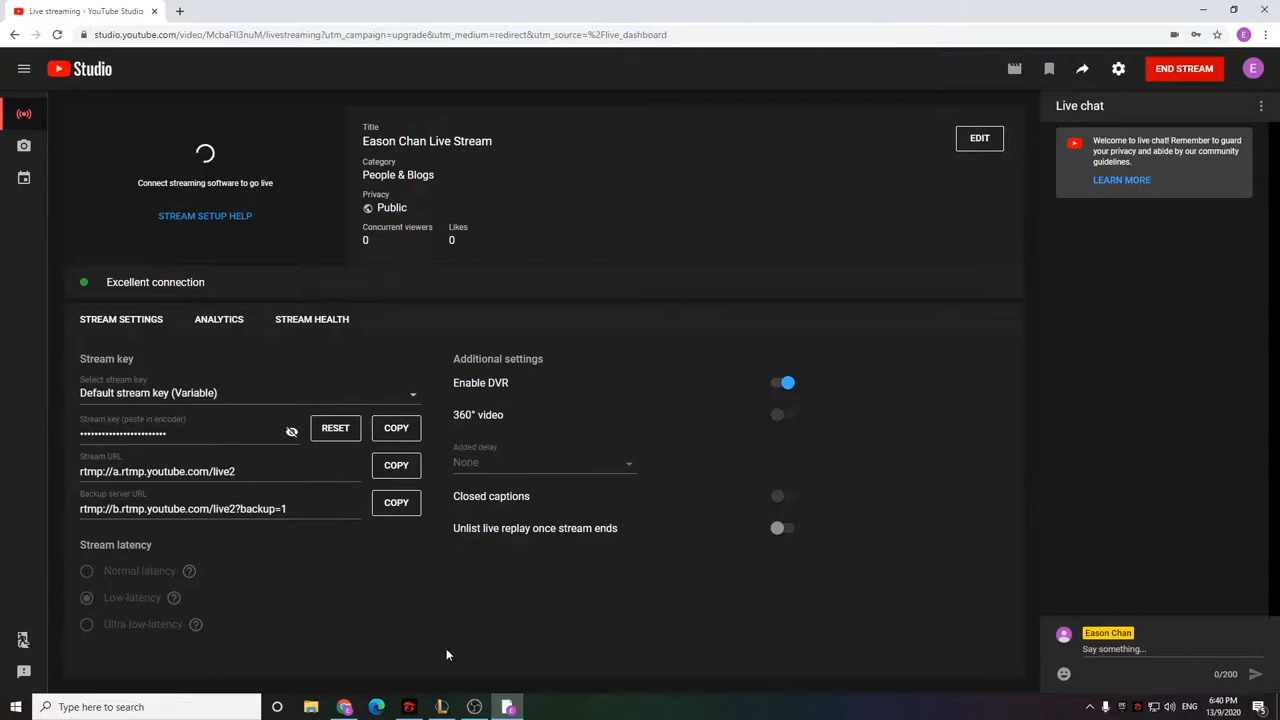 Live streaming - YouTube Studio
studio.youtube.com/video/McbaFlI3nuM/livestreaming?utm_campaign=upgrade&utm_medium=redirect&utm_source=%2Flive_dashboard
E
Studio
END STREAM
E
Connect streaming software to go live
STREAM SETUP HELP
Title
Eason Chan Live Stream
Category
People & Blogs
Privacy
Public
Concurrent viewers
Likes
0
0
EDIT
Excellent connection
STREAM SETTINGS
ANALYTICS
STREAM HEALTH
Stream key
Select stream key
Default stream key (Variable)
Stream key (paste in encoder)
••••••••••••••••••••••••
RESET
COPY
Stream URL
rtmp://a.rtmp.youtube.com/live2
COPY
Backup server URL
rtmp://b.rtmp.youtube.com/live2?backup=1
COPY
Stream latency
Normal latency
Low-latency
Ultra low-latency
Additional settings
Enable DVR
360° video
Added delay
None
Closed captions
Unlist live replay once stream ends
Live chat
Welcome to live chat! Remember to guard
your privacy and abide by our community
guidelines.
LEARN MORE
Eason Chan
Say something...
0/200
Type here to search
ENG
6:40 PM
13/9/2020